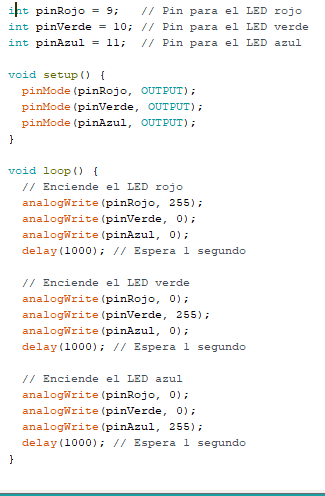 int pinRojo = 9;   // Pin para el LED rojo
int pinVerde = 10; // Pin para el LED verde
int pinAzul = 11;  // Pin para el LED azul

void setup() {
  pinMode(pinRojo, OUTPUT);
  pinMode(pinVerde, OUTPUT);
  pinMode(pinAzul, OUTPUT);
}

void loop() {
  // Enciende el LED rojo
  analogWrite(pinRojo, 255);
  analogWrite(pinVerde, 0);
  analogWrite(pinAzul, 0);
  delay(1000); // Espera 1 segundo

  // Enciende el LED verde
  analogWrite(pinRojo, 0);
  analogWrite(pinVerde, 255);
  analogWrite(pinAzul, 0);
  delay(1000); // Espera 1 segundo

  // Enciende el LED azul
  analogWrite(pinRojo, 0);
  analogWrite(pinVerde, 0);
  analogWrite(pinAzul, 255);
  delay(1000); // Espera 1 segundo
}